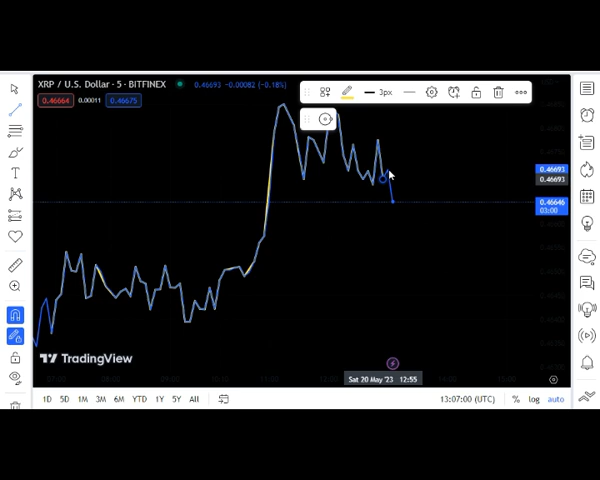 XRP / U.S. Dollar · 5 · BITFINEX 0.46693 −0.00082 (−0.18%)
0.46664 0.00011 0.46675
3px
0.46693
0.46693
0.46646
03:00
TradingView
Sat 20 May '23 12:55
1D 5D 1M 3M 6M YTD 1Y 5Y All 13:07:00 (UTC) % log auto